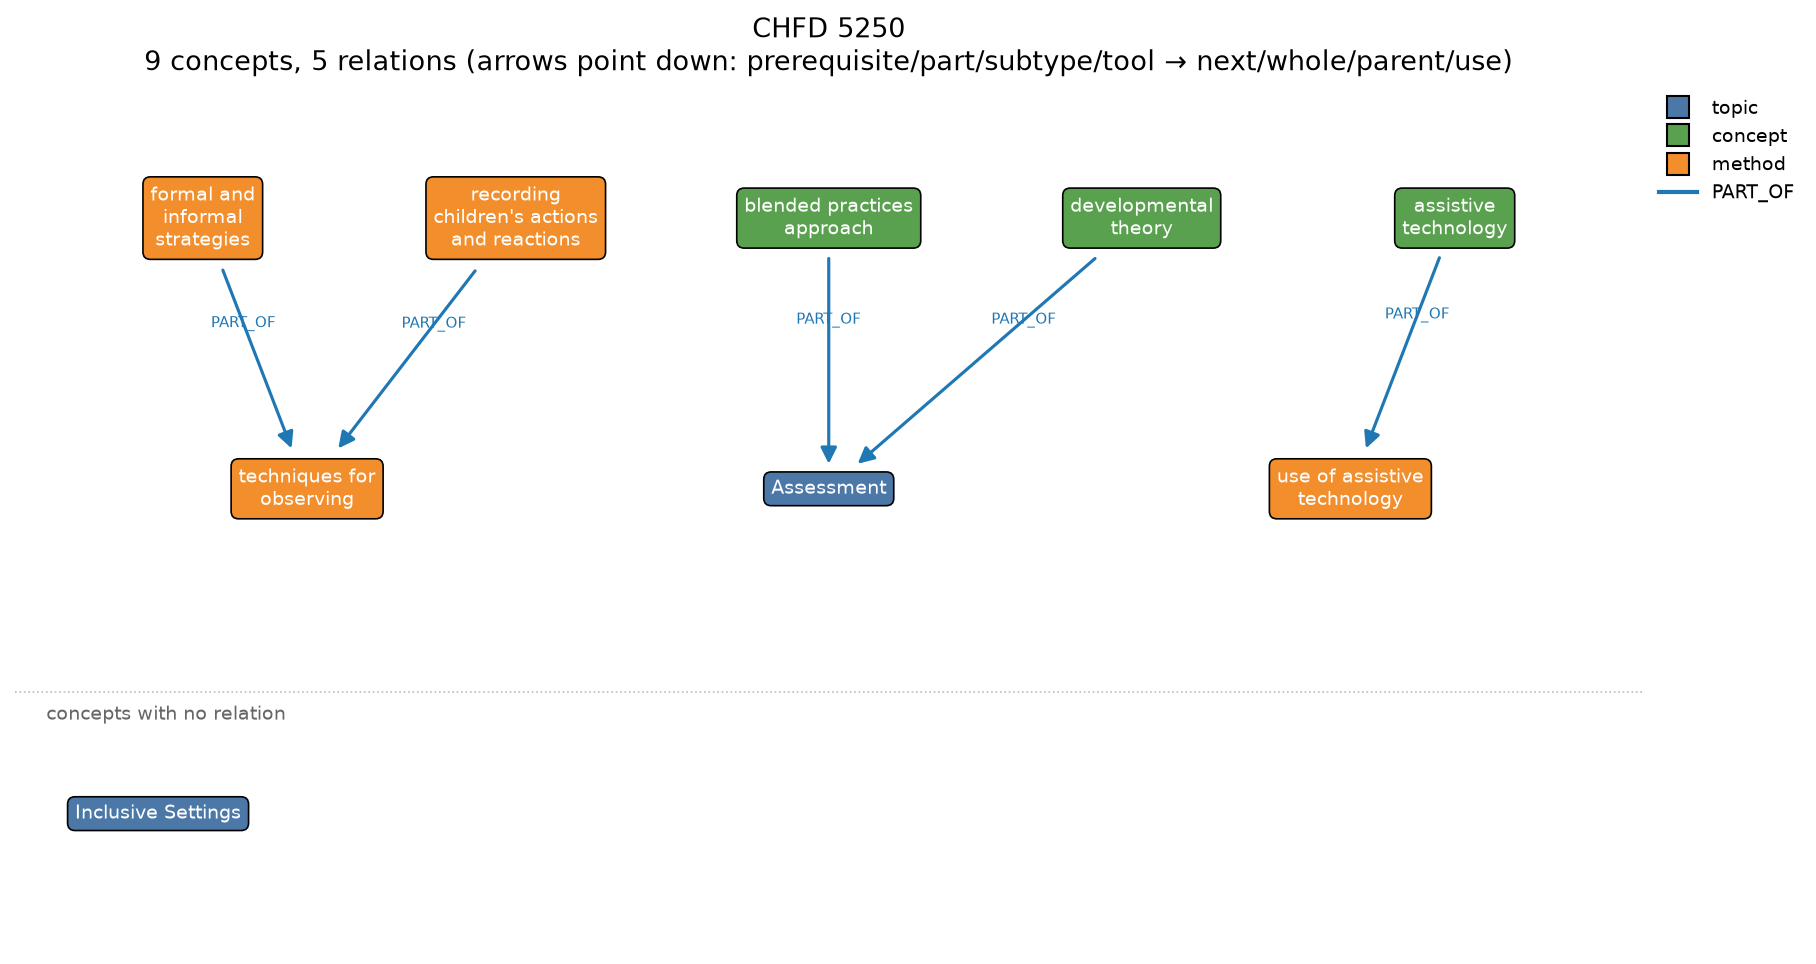 CHFD 5250
9 concepts, 5 relations (arrows point down: prerequisite/part/subtype/tool → next/whole/parent/use)
topic
concept
method
PART_OF
formal and
informal
strategies
recording
children's actions
and reactions
blended practices
approach
developmental
theory
assistive
technology
PART_OF
PART_OF
PART_OF
PART_OF
PART_OF
techniques for
observing
Assessment
use of assistive
technology
concepts with no relation
Inclusive Settings